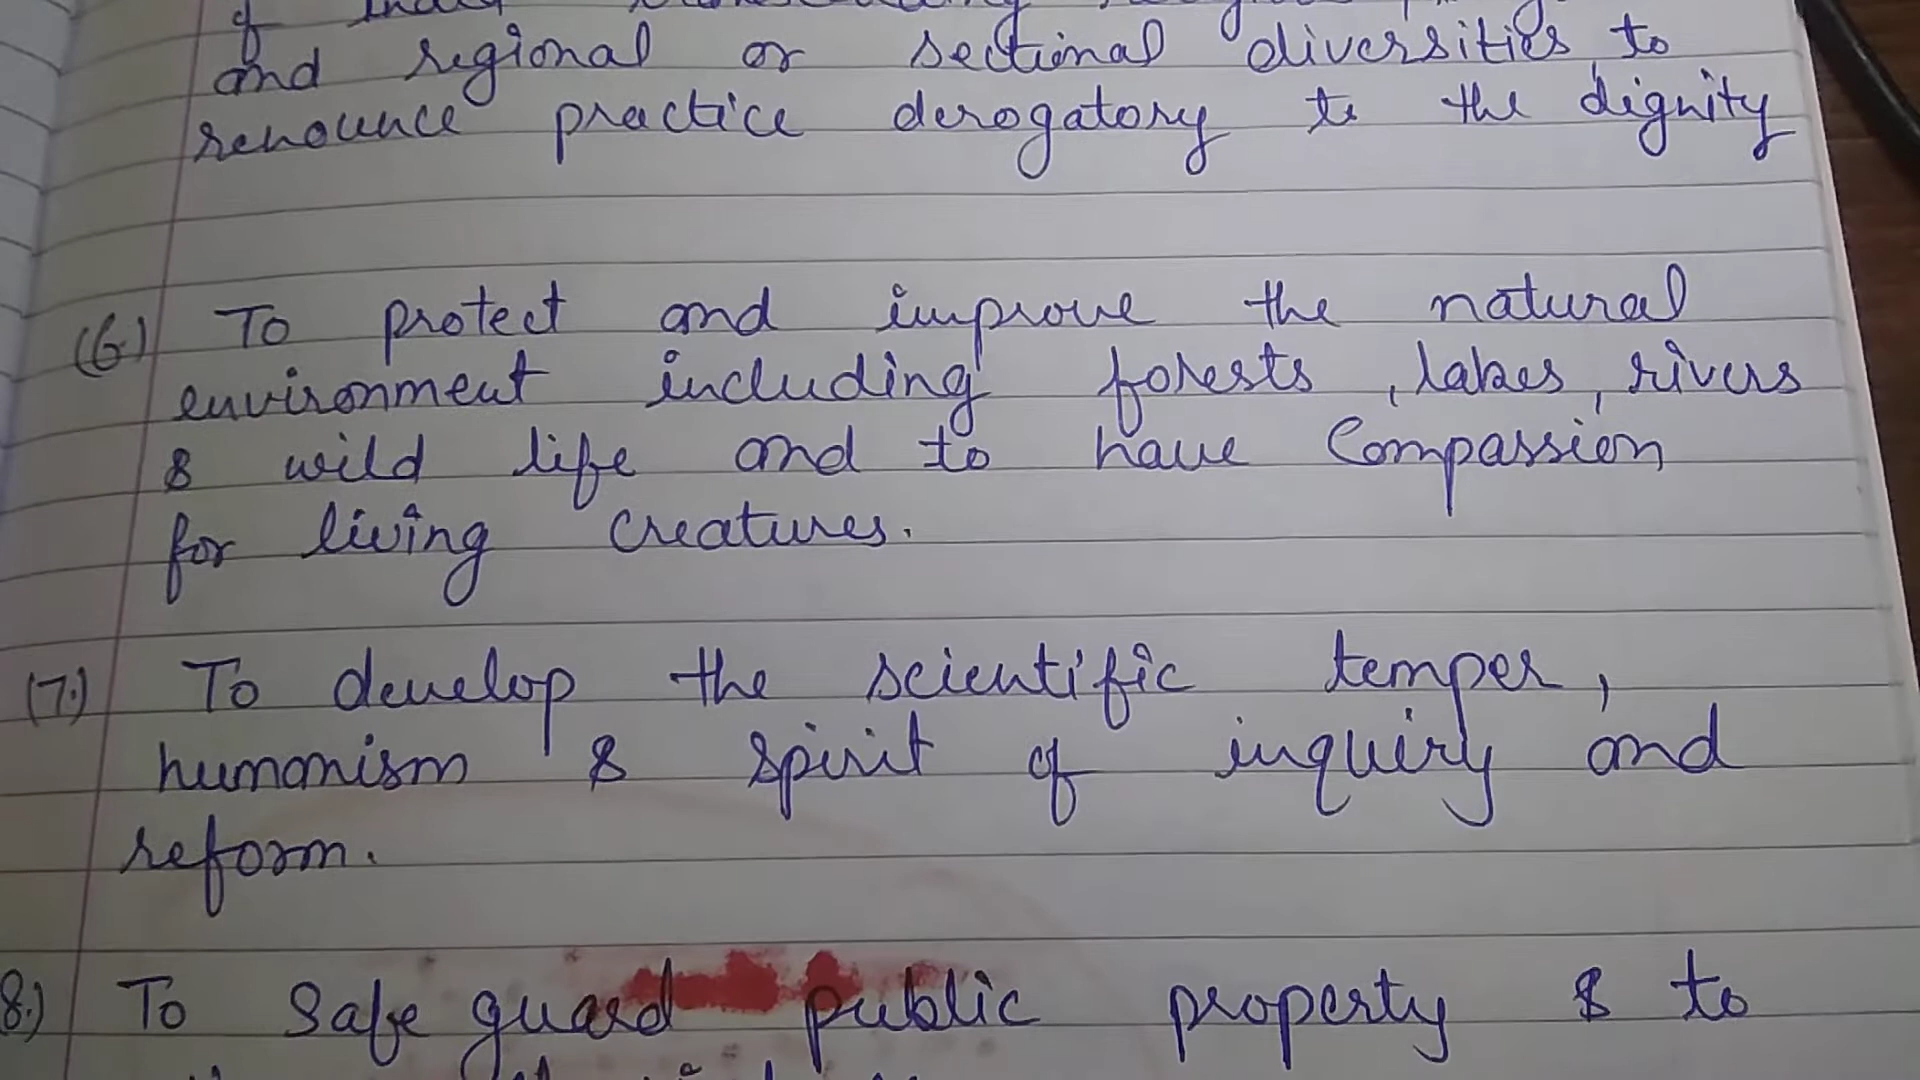 and regional or sectional diversities, to
renounce practice derogatory to the dignity
(6.) To protect and improve the natural
environment including forests, lakes, rivers
& wild life and to have Compassion
for living creatures.
(7.) To develop the scientific temper,
humanism & spirit of inquiry and
reform.
8.) To Safe guard public property & to